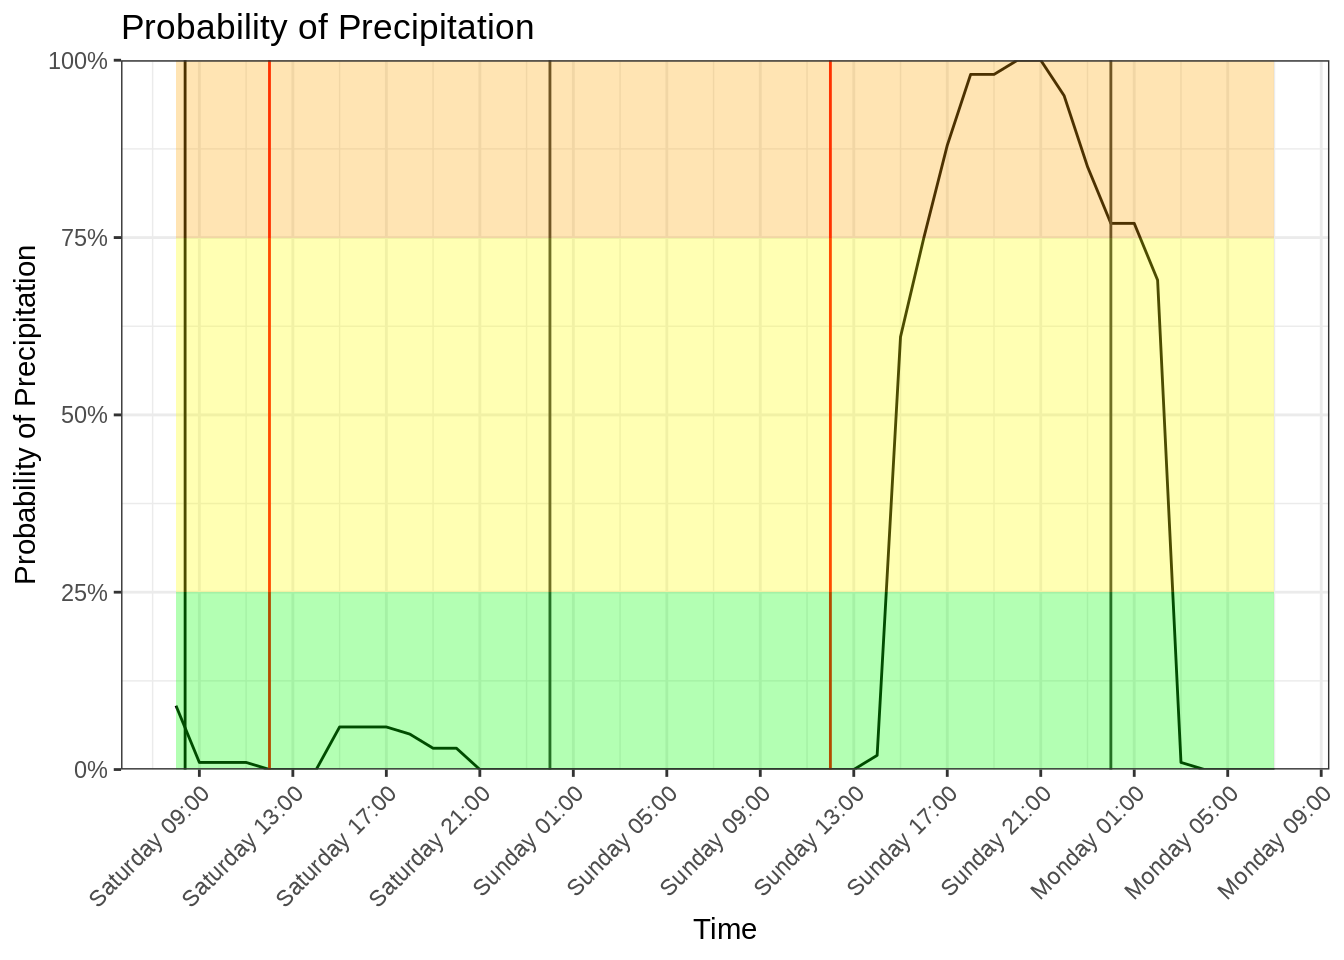 Probability of Precipitation
Probability of Precipitation
100%
75%
50%
25%
0%
Saturday 09:00
Saturday 13:00
Saturday 17:00
Saturday 21:00
Sunday 01:00
Sunday 05:00
Sunday 09:00
Sunday 13:00
Sunday 17:00
Sunday 21:00
Monday 01:00
Monday 05:00
Monday 09:00
Time